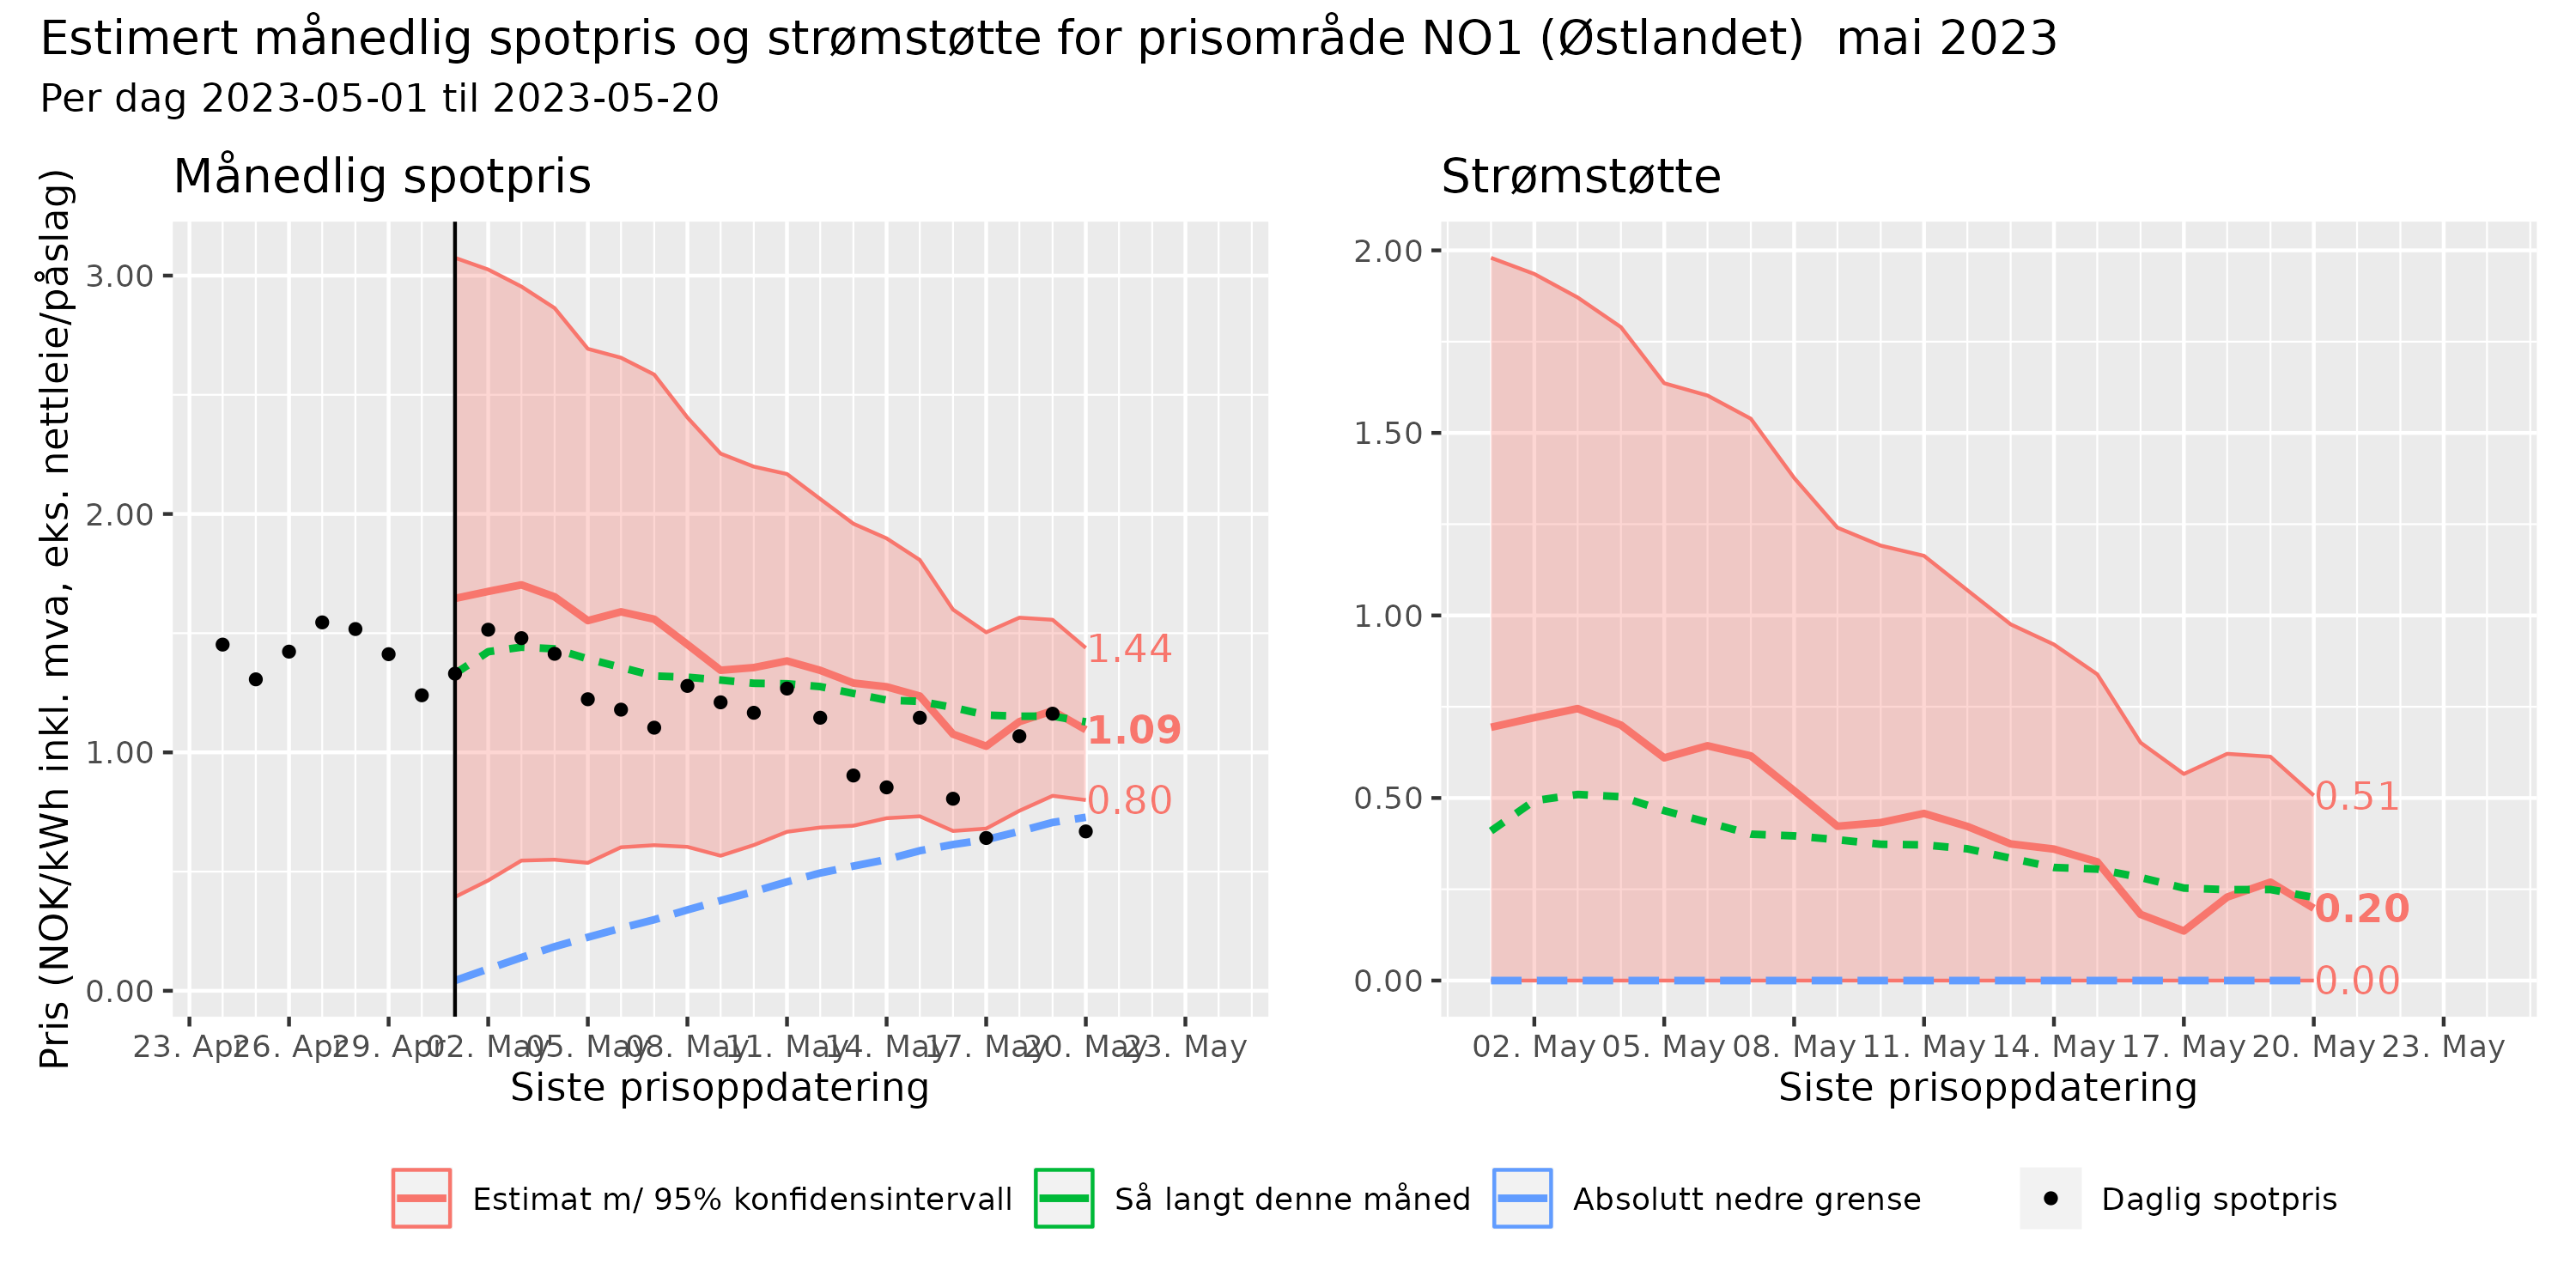 Estimert månedlig spotpris og strømstøtte for prisområde NO1 (Østlandet)  mai 2023
Per dag 2023-05-01 til 2023-05-20
Månedlig spotpris
Pris (NOK/kWh inkl. mva, eks. nettleie/påslag)
3.00
2.00
1.00
0.00
1.44
1.09
0.80
23. Apr 26. Apr 29. Apr 02. May 05. May 08. May 11. May 14. May 17. May 20. May 23. May
Siste prisoppdatering
Strømstøtte
2.00
1.50
1.00
0.50
0.00
0.51
0.20
0.00
02. May 05. May 08. May 11. May 14. May 17. May 20. May 23. May
Siste prisoppdatering
Estimat m/ 95% konfidensintervall Så langt denne måned Absolutt nedre grense Daglig spotpris